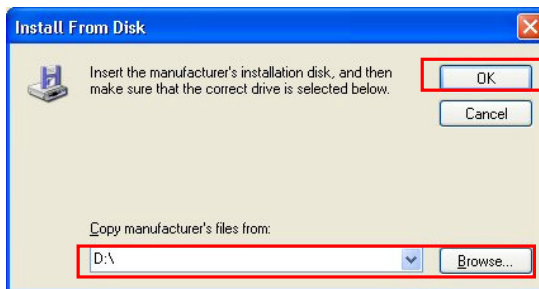 Install From Disk
Insert the manufacturer's installation disk, and then
make sure that the correct drive is selected below.
OK
Cancel
Copy manufacturer's files from:
D:\
Browse...